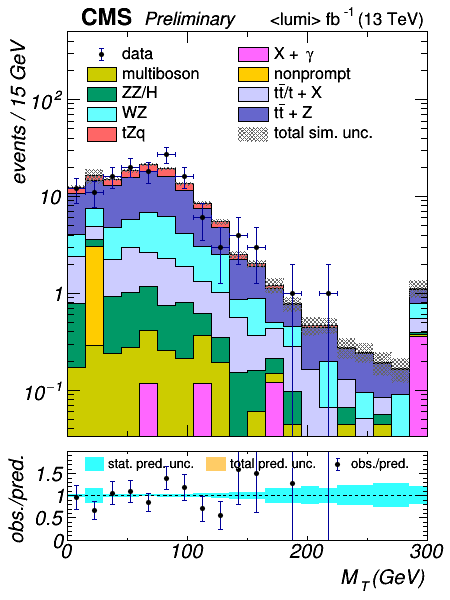 CMS Preliminary <lumi> fb⁻¹ (13 TeV)
events / 15 GeV
10²
10
1
10⁻¹
data
multiboson
ZZ/H
WZ
tZq
X + γ
nonprompt
tt̄/t + X
tt̄ + Z
total sim. unc.
obs./pred.
1.5
1
0.5
0
stat. pred. unc. total pred. unc. obs./pred.
0 100 200 300
M_T (GeV)